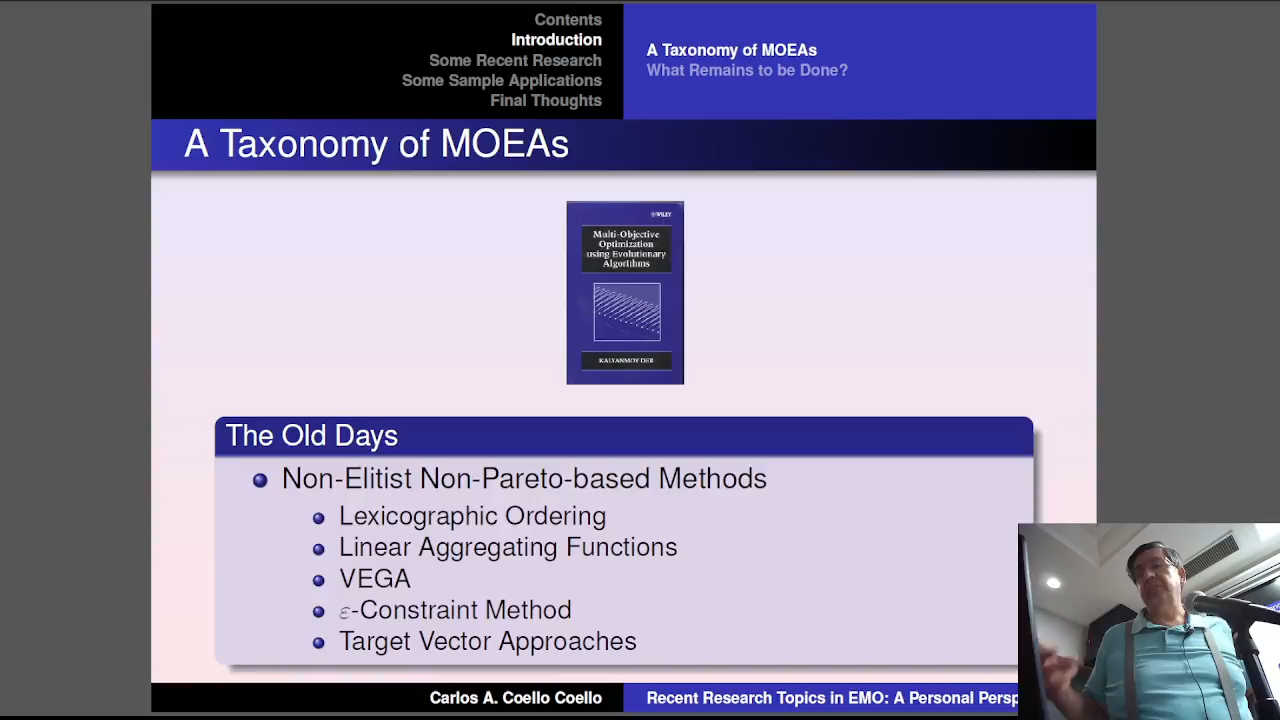 Contents
Introduction
Some Recent Research
Some Sample Applications
Final Thoughts
A Taxonomy of MOEAs
What Remains to be Done?
A Taxonomy of MOEAs
WILEY
Multi-Objective
Optimization
using Evolutionary
Algorithms
KALYANMOY DEB
The Old Days
Non-Elitist Non-Pareto-based Methods
Lexicographic Ordering
Linear Aggregating Functions
VEGA
ε-Constraint Method
Target Vector Approaches
Carlos A. Coello Coello
Recent Research Topics in EMO: A Personal Persp